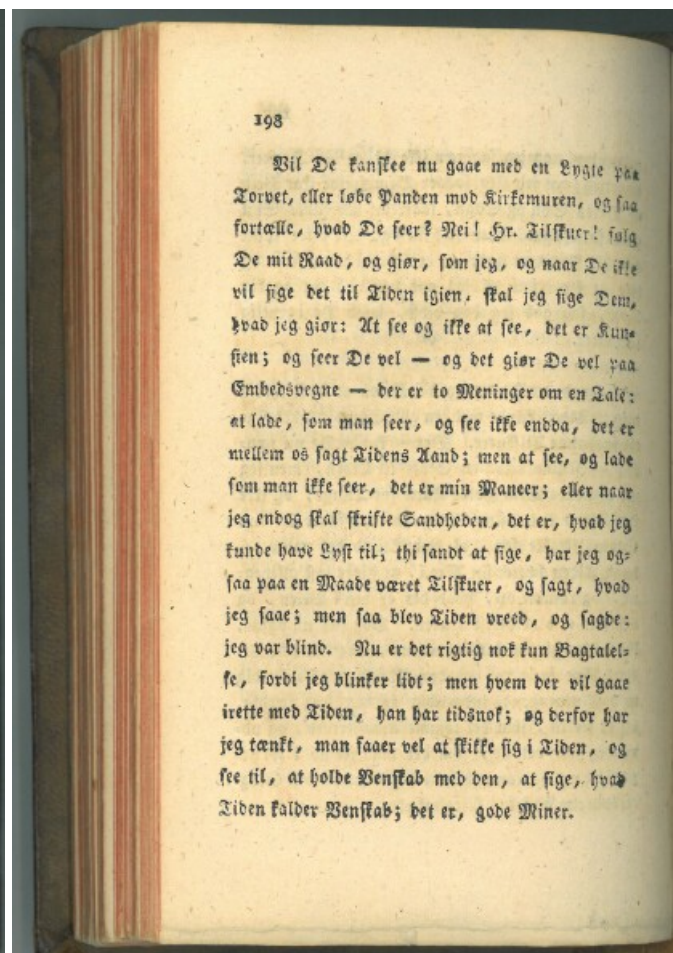 198
Vil De kanskee nu gaae med en Lygte paa
Torvet, eller løbe Panden mod Kirkemuren, og saa
fortælle, hvad De seer? Nei! Hr. Tilskuer! følg
De mit Raad, og giør, som jeg, og naar De ikke
vil sige det til Tiden igien, skal jeg sige Dem,
hvad jeg giør: At see og ikke at see, det er Kun-
sten; og seer De vel — og det giør De vel paa
Embedsvegne — der er to Meninger om en Tale:
at lade, som man seer, og see ikke endda, det er
mellem os sagt Tidens Aand; men at see, og lade
som man ikke seer, det er min Maneer; eller naar
jeg endog skal skrifte Sandheden, det er, hvad jeg
kunde have Lyst til; thi sandt at sige, har jeg og-
saa paa en Maade været Tilskuer, og sagt, hvad
jeg saae; men saa blev Tiden vreed, og sagde:
jeg var blind. Nu er det rigtig nok kun Bagtalel-
se, fordi jeg blinker lidt; men hvem der vil gaae
irette med Tiden, han har tidsnok; og derfor har
jeg tænkt, man faaer vel at skikke sig i Tiden, og
see til, at holde Venskab med den, at sige, hvad
Tiden kalder Venskab; det er, gode Miner.